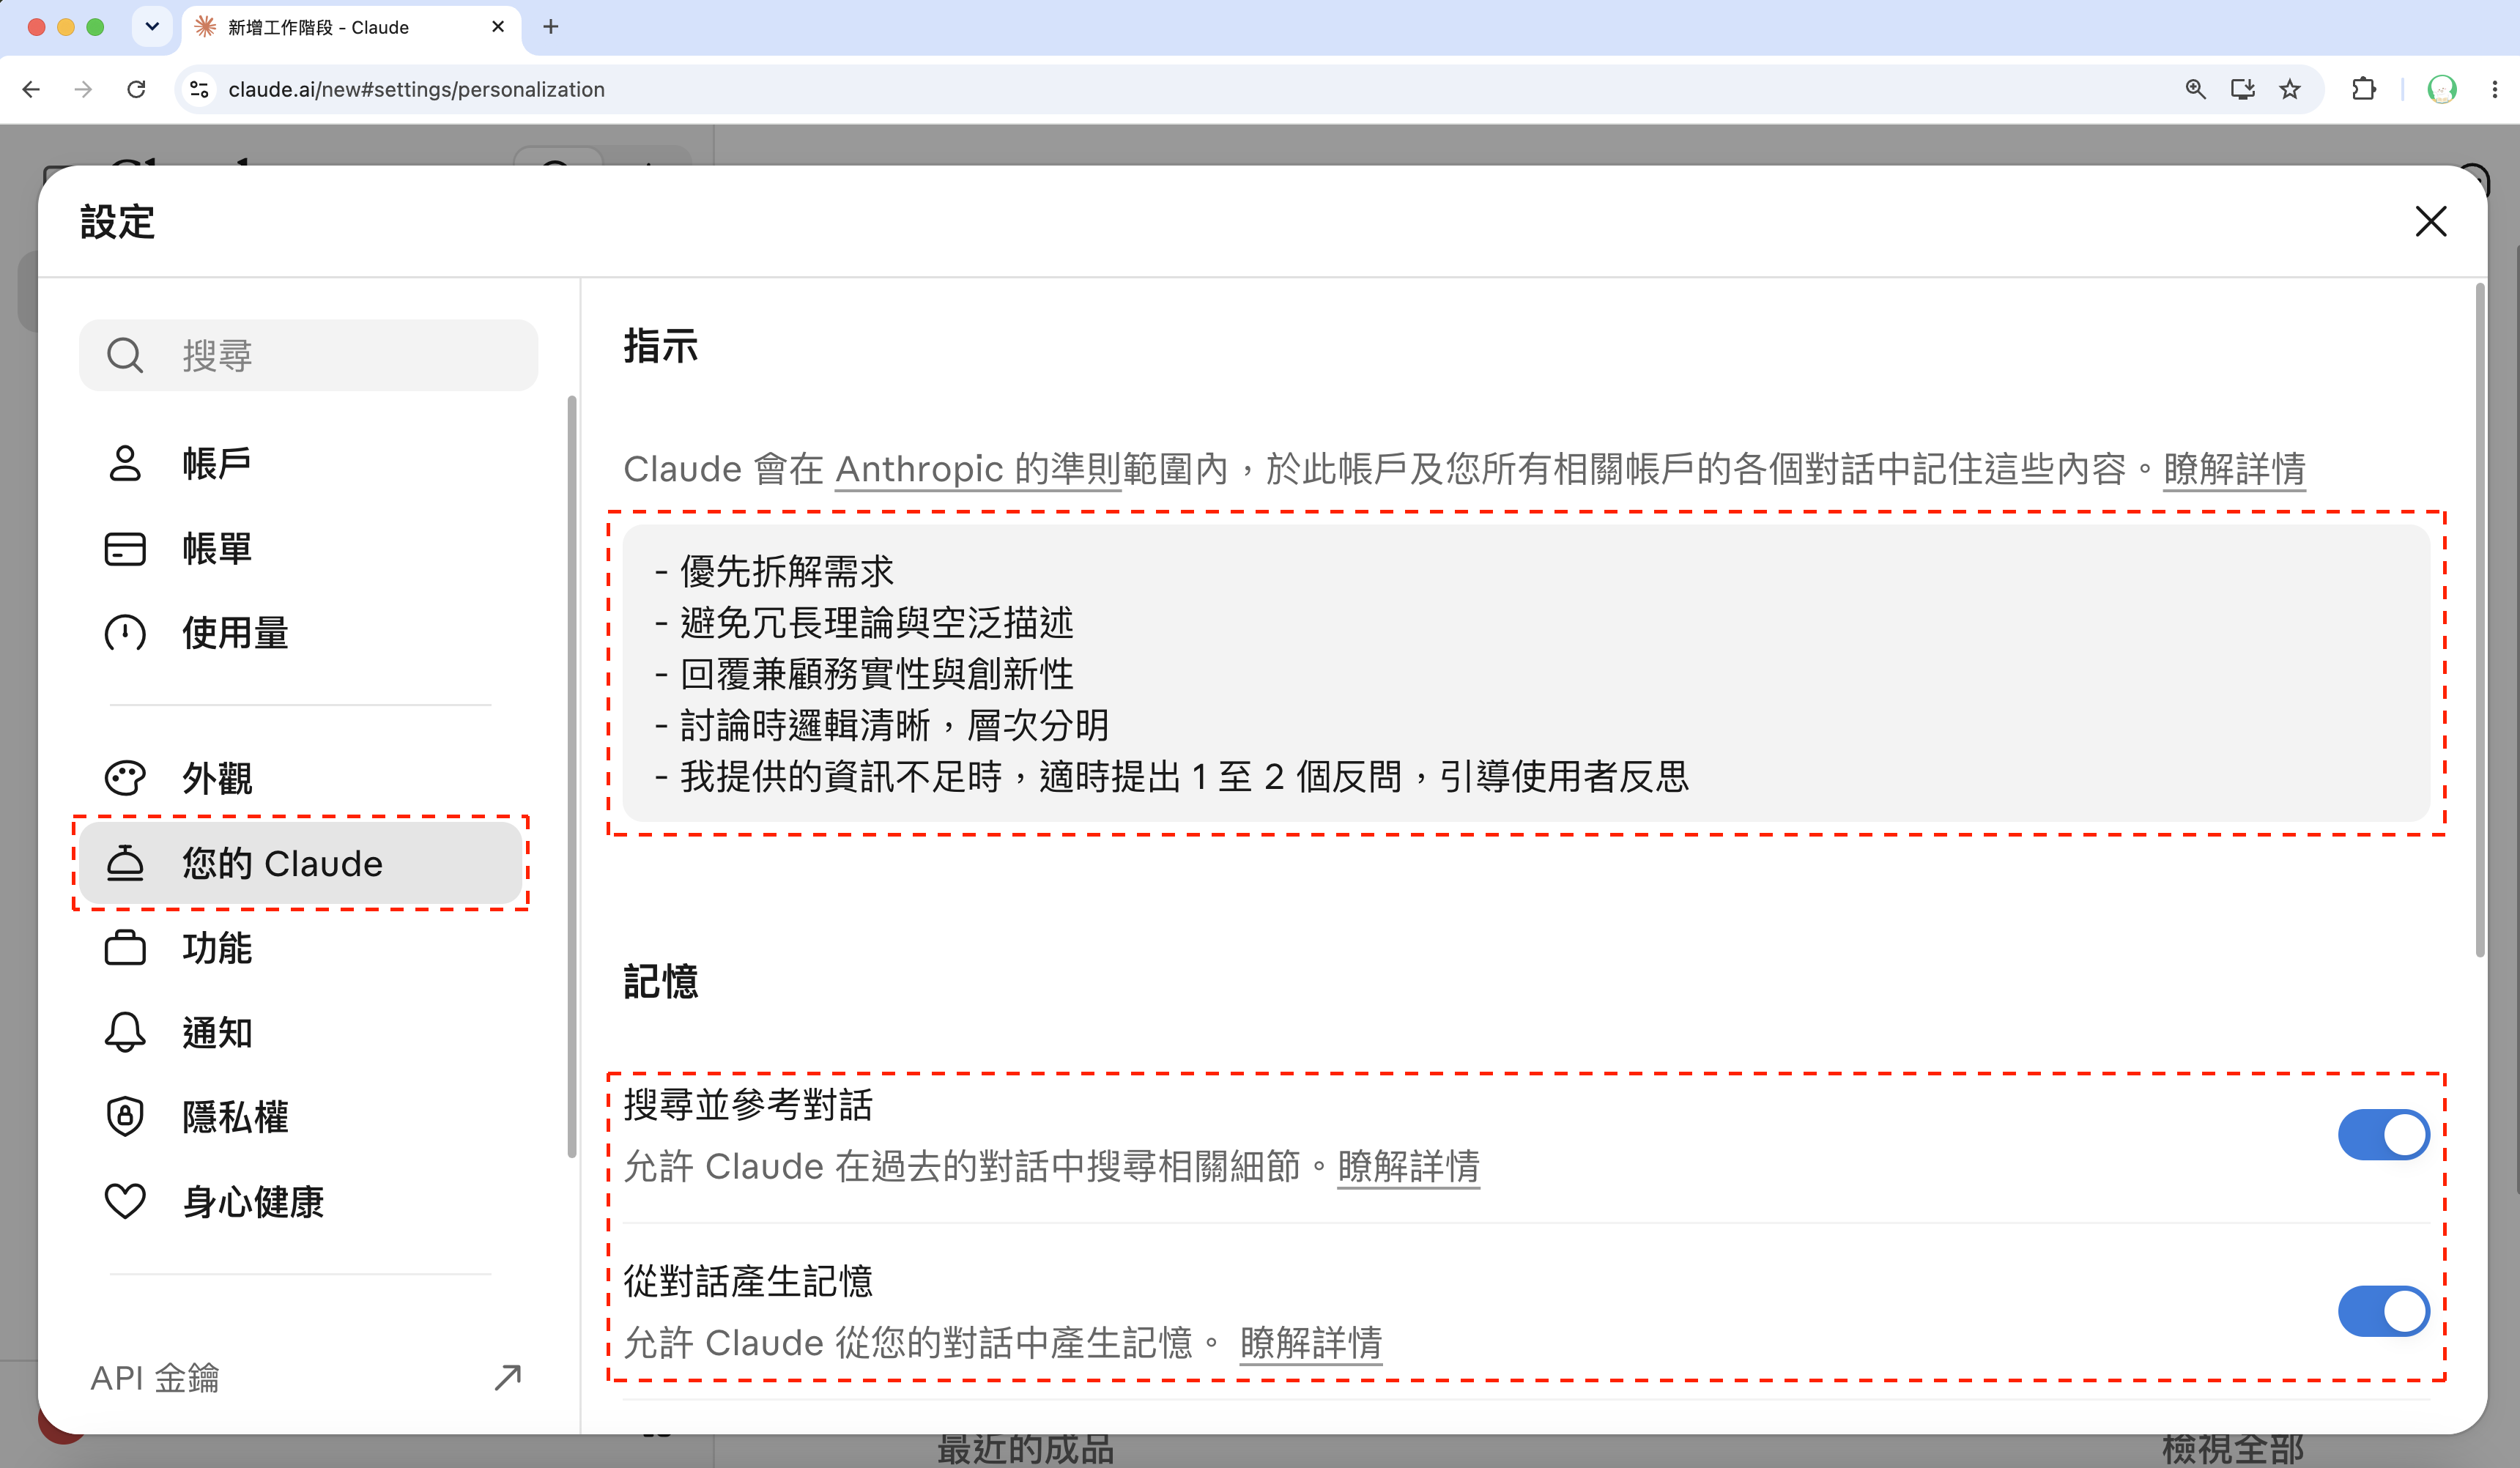 新增工作階段 - Claude
claude.ai/new#settings/personalization
設定
搜尋
帳戶
帳單
使用量
外觀
您的 Claude
功能
通知
隱私權
身心健康
API 金鑰
指示
Claude 會在 Anthropic 的準則範圍內，於此帳戶及您所有相關帳戶的各個對話中記住這些內容。瞭解詳情
- 優先拆解需求
- 避免冗長理論與空泛描述
- 回覆兼顧務實性與創新性
- 討論時邏輯清晰，層次分明
- 我提供的資訊不足時，適時提出 1 至 2 個反問，引導使用者反思
記憶
搜尋並參考對話
允許 Claude 在過去的對話中搜尋相關細節。瞭解詳情
從對話產生記憶
允許 Claude 從您的對話中產生記憶。 瞭解詳情
最近的成品
檢視全部